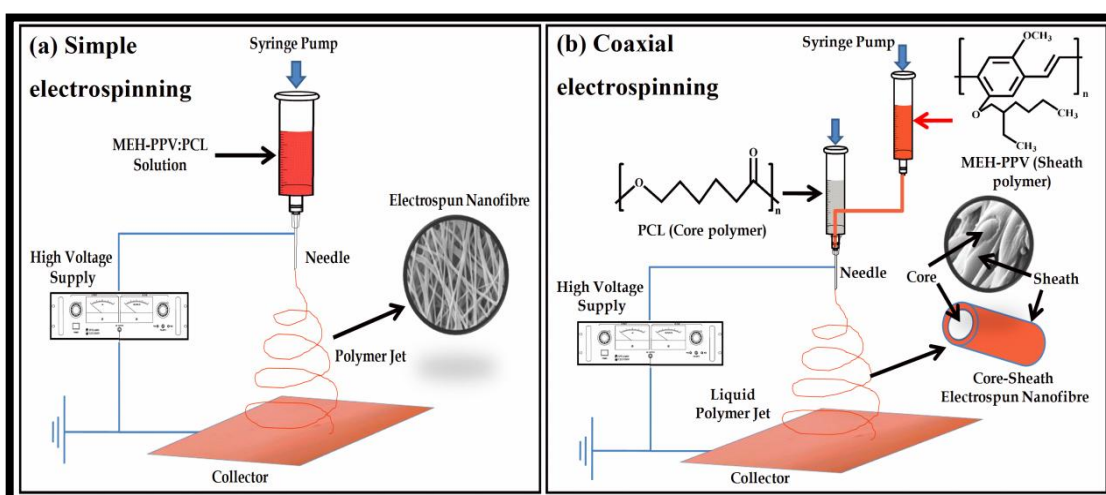 (a) Simple
electrospinning
Syringe Pump
MEH-PPV:PCL
Solution
Electrospun Nanofibre
High Voltage
Supply
Needle
Polymer Jet
Collector
(b) Coaxial
electrospinning
Syringe Pump
OCH3
n
O
CH3
CH3
MEH-PPV (Sheath
polymer)
O
O
n
PCL (Core polymer)
Needle
Core
Sheath
High Voltage
Supply
Liquid
Polymer Jet
Core-Sheath
Electrospun Nanofibre
Collector